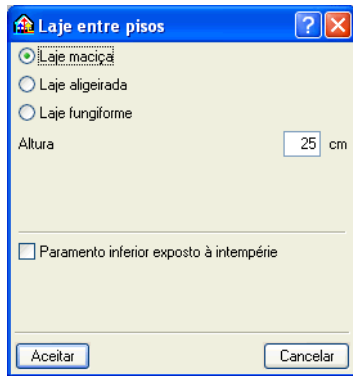 Laje entre pisos
Laje maciça
Laje aligeirada
Laje fungiforme
Altura 25 cm
Paramento inferior exposto à intempérie
Aceitar Cancelar